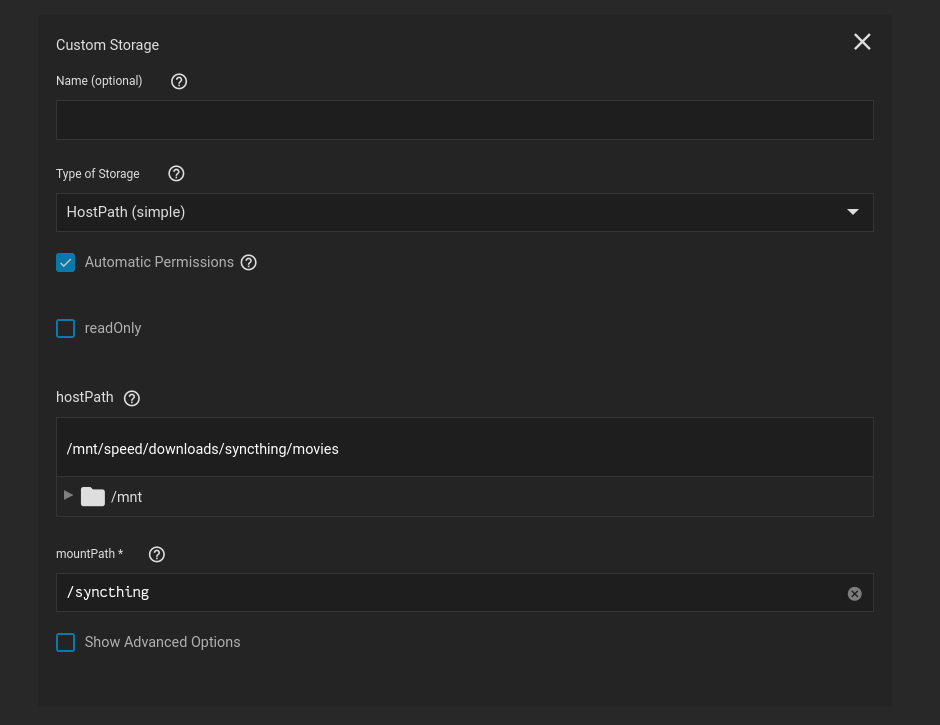 Custom Storage
Name (optional)
Type of Storage
HostPath (simple)
Automatic Permissions
readOnly
hostPath
/mnt/speed/downloads/syncthing/movies
/mnt
mountPath *
/syncthing
Show Advanced Options